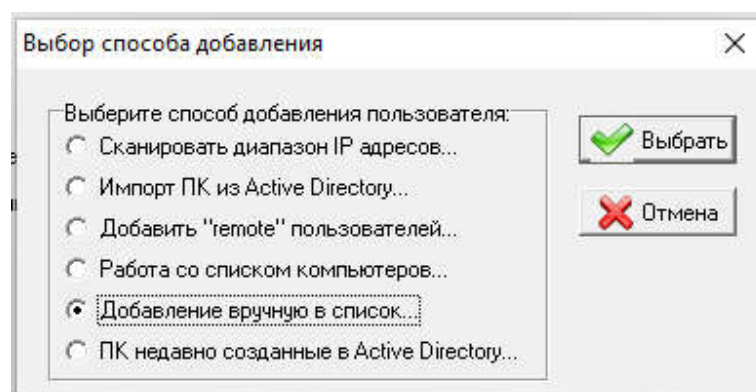 Выбор способа добавления
Выберите способ добавления пользователя:
Сканировать диапазон IP адресов...
Импорт ПК из Active Directory...
Добавить "remote" пользователей...
Работа со списком компьютеров...
Добавление вручную в список...
ПК недавно созданные в Active Directory...
Выбрать
Отмена